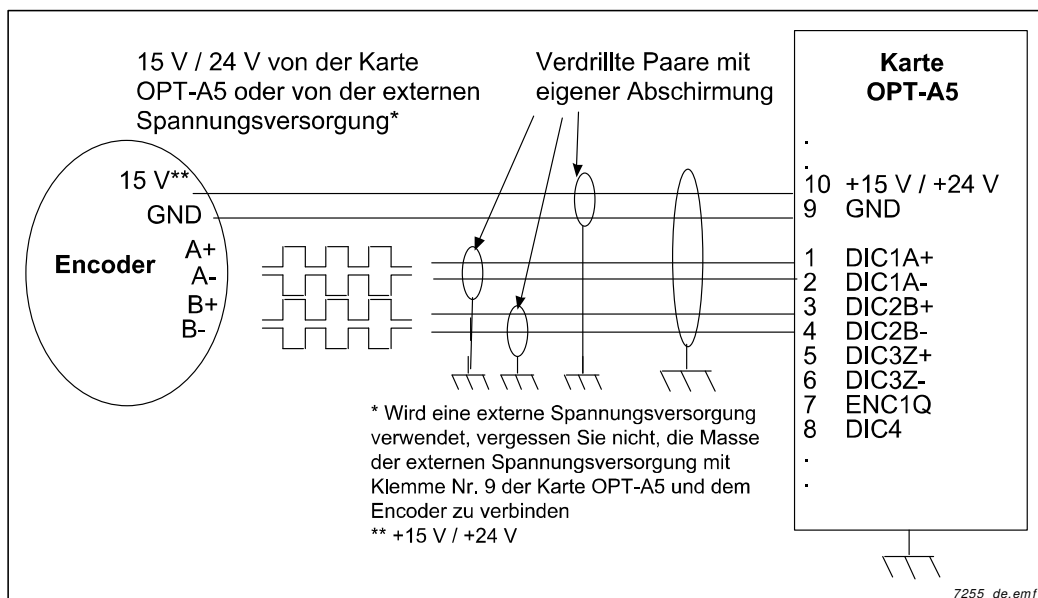 15 V / 24 V von der Karte
OPT-A5 oder von der externen
Spannungsversorgung*
Verdrillte Paare mit
eigener Abschirmung
Karte
OPT-A5
.
.
15 V**
GND
Encoder
A+
A-
B+
B-
10 +15 V / +24 V
9 GND
1 DIC1A+
2 DIC1A-
3 DIC2B+
4 DIC2B-
5 DIC3Z+
6 DIC3Z-
7 ENC1Q
8 DIC4
.
.
* Wird eine externe Spannungsversorgung
verwendet, vergessen Sie nicht, die Masse
der externen Spannungsversorgung mit
Klemme Nr. 9 der Karte OPT-A5 und dem
Encoder zu verbinden
** +15 V / +24 V
7255_de.emf